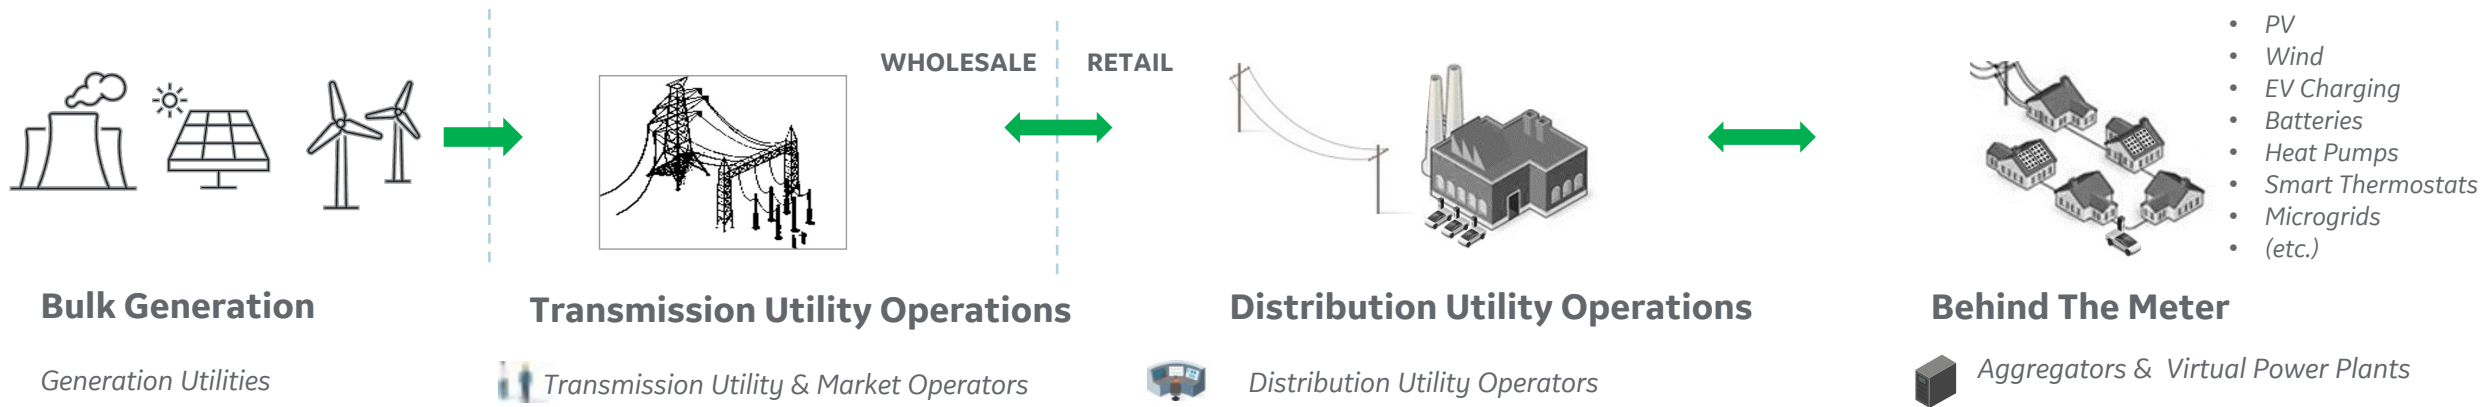 WHOLESALE
RETAIL
• PV
• Wind
• EV Charging
• Batteries
• Heat Pumps
• Smart Thermostats
• Microgrids
• (etc.)
Bulk Generation
Transmission Utility Operations
Distribution Utility Operations
Behind The Meter
Generation Utilities
Transmission Utility & Market Operators
Distribution Utility Operators
Aggregators & Virtual Power Plants